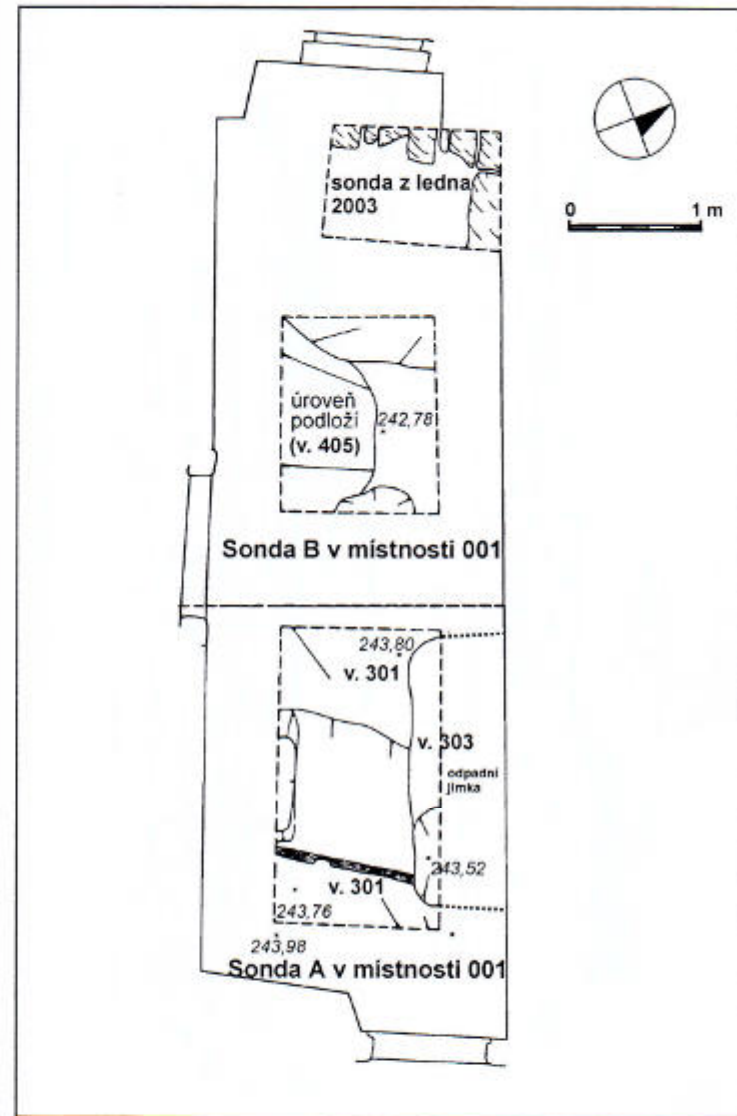 sonda z ledna
2003
0 1 m
úroveň
podloží
(v. 405)
242,78
Sonda B v místnosti 001
243,80
v. 301
v. 303
odpadní
jímka
243,52
v. 301
243,76
243,98
Sonda A v místnosti 001